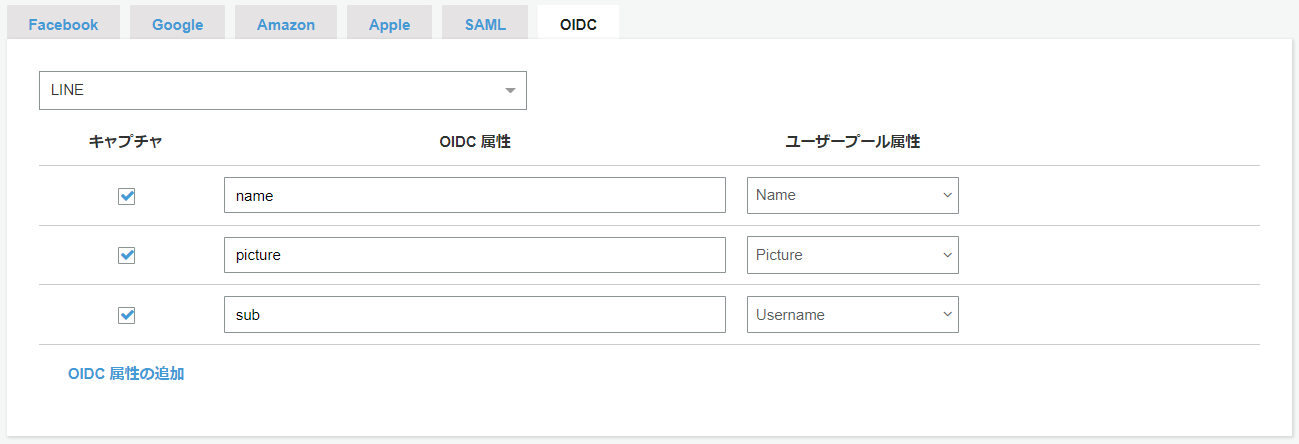 Facebook Google Amazon Apple SAML OIDC
LINE
キャプチャ OIDC 属性 ユーザープール属性
name Name
picture Picture
sub Username
OIDC 属性の追加